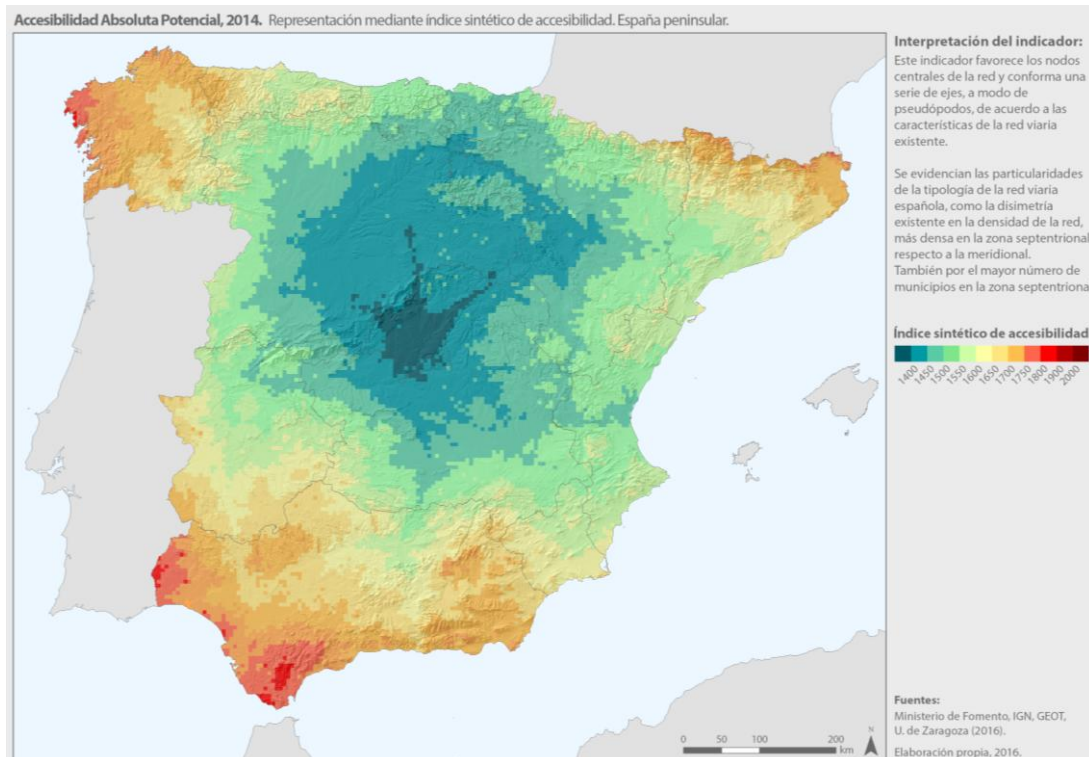 Accesibilidad Absoluta Potencial, 2014. Representación mediante índice sintético de accesibilidad. España peninsular.
Interpretación del indicador:
Este indicador favorece los nodos
centrales de la red y conforma una
serie de ejes, a modo de
pseudópodos, de acuerdo a las
características de la red viaria
existente.
Se evidencian las particularidades
de la tipología de la red viaria
española, como la disimetría
existente en la densidad de la red,
más densa en la zona septentrional
respecto a la meridional.
También por el mayor número de
municipios en la zona septentriona
Índice sintético de accesibilidad
1400 1450 1500 1550 1600 1650 1700 1750 1800 1900 2000
Fuentes:
Ministerio de Fomento, IGN, GEOT,
U. de Zaragoza (2016).
Elaboración propia, 2016.
0 50 100 200
km
N